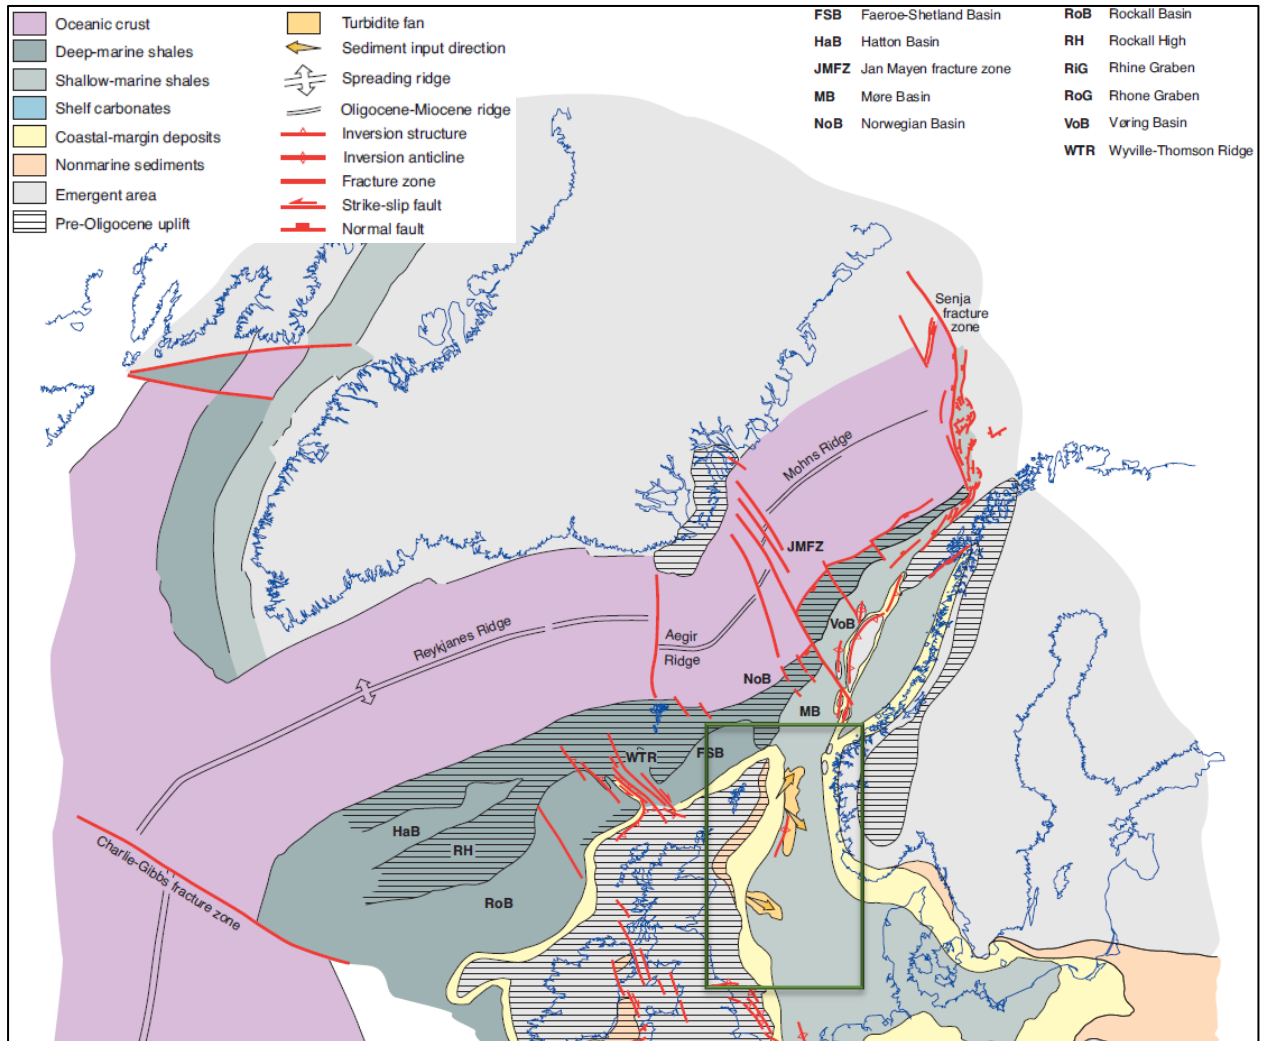 Oceanic crust
Deep-marine shales
Shallow-marine shales
Shelf carbonates
Coastal-margin deposits
Nonmarine sediments
Emergent area
Pre-Oligocene uplift
Turbidite fan
Sediment input direction
Spreading ridge
Oligocene-Miocene ridge
Inversion structure
Inversion anticline
Fracture zone
Strike-slip fault
Normal fault
FSB Faeroe-Shetland Basin
HaB Hatton Basin
JMFZ Jan Mayen fracture zone
MB Møre Basin
NoB Norwegian Basin
RoB Rockall Basin
RH Rockall High
RiG Rhine Graben
RoG Rhone Graben
VoB Vøring Basin
WTR Wyville-Thomson Ridge
Senja
fracture
zone
Mohns Ridge
JMFZ
Reykjanes Ridge
Aegir
Ridge
VoB
NoB
MB
WTR
FSB
HaB
RH
RoB
Charlie-Gibbs fracture zone